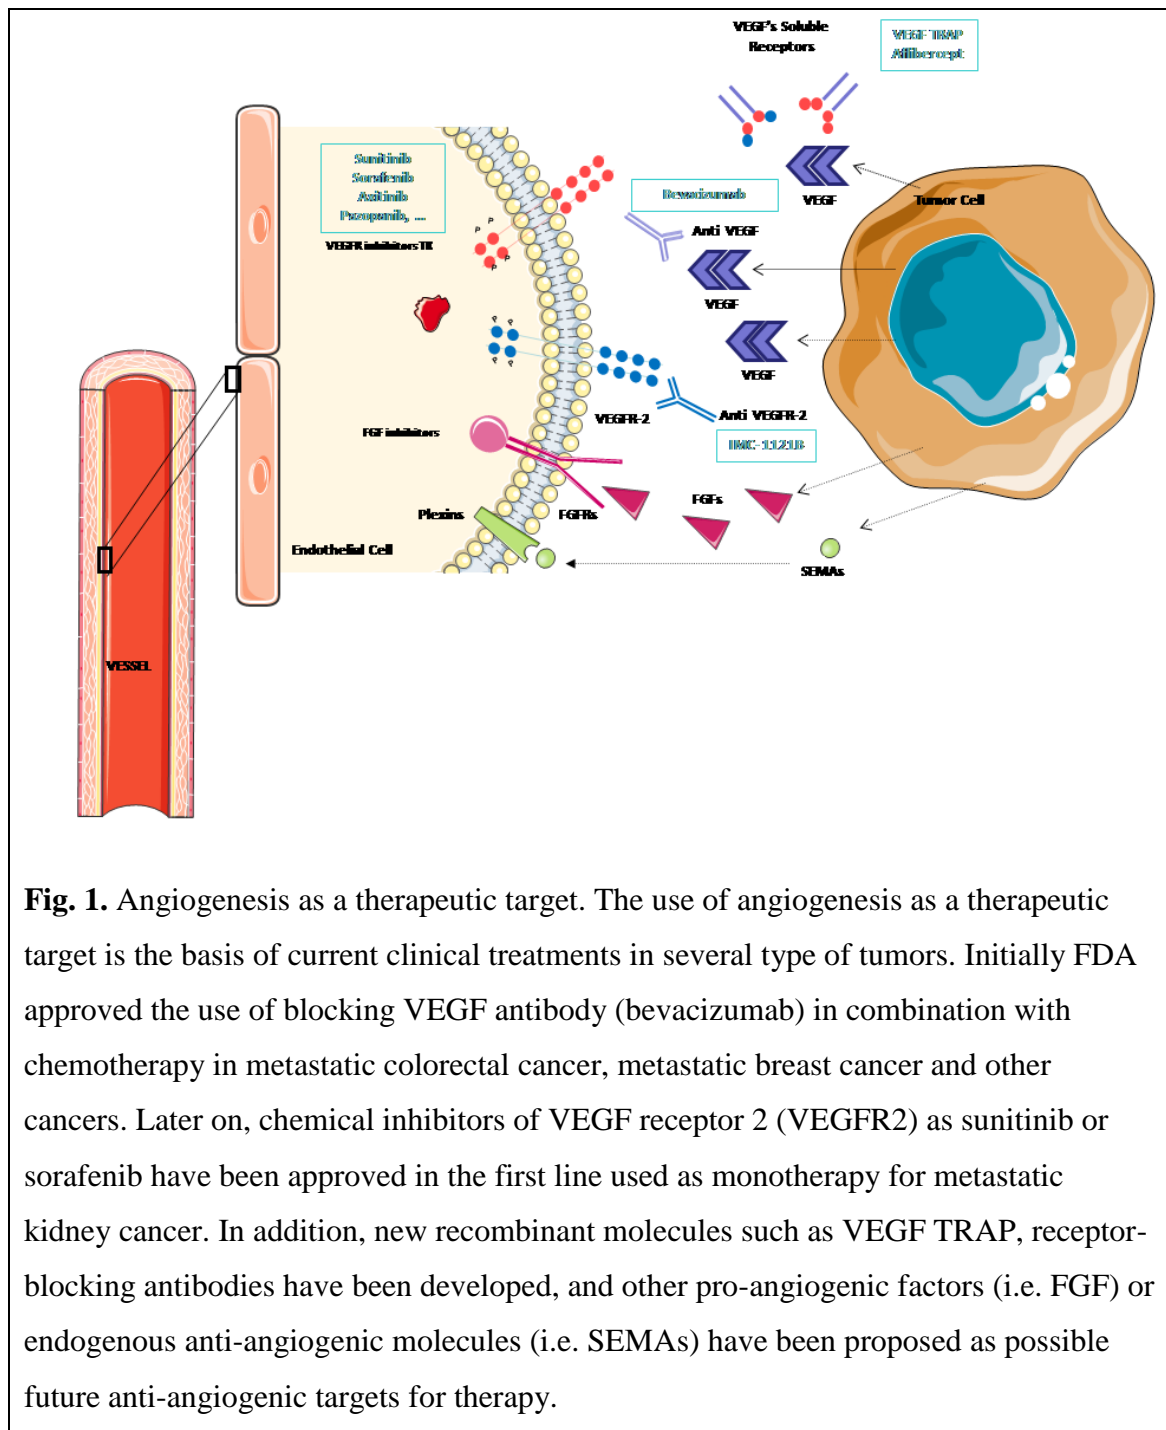 VEGF's Soluble
Receptors
VEGF TRAP
Aflibercept
Sunitinib
Sorafenib
Axitinib
Pazopanib, ...
VEGFR inhibitors TK
Bevacizumab
Anti VEGF
VEGF
Tumor Cell
VEGF
VEGF
P
P
P
P
P
P
P
VEGFR-2
Anti VEGFR-2
IMC-1121B
FGF inhibitors
FGFRs
FGFs
Plexins
Endothelial Cell
SEMAs
VESSEL
Fig. 1. Angiogenesis as a therapeutic target. The use of angiogenesis as a therapeutic
target is the basis of current clinical treatments in several type of tumors. Initially FDA
approved the use of blocking VEGF antibody (bevacizumab) in combination with
chemotherapy in metastatic colorectal cancer, metastatic breast cancer and other
cancers. Later on, chemical inhibitors of VEGF receptor 2 (VEGFR2) as sunitinib or
sorafenib have been approved in the first line used as monotherapy for metastatic
kidney cancer. In addition, new recombinant molecules such as VEGF TRAP, receptor-
blocking antibodies have been developed, and other pro-angiogenic factors (i.e. FGF) or
endogenous anti-angiogenic molecules (i.e. SEMAs) have been proposed as possible
future anti-angiogenic targets for therapy.